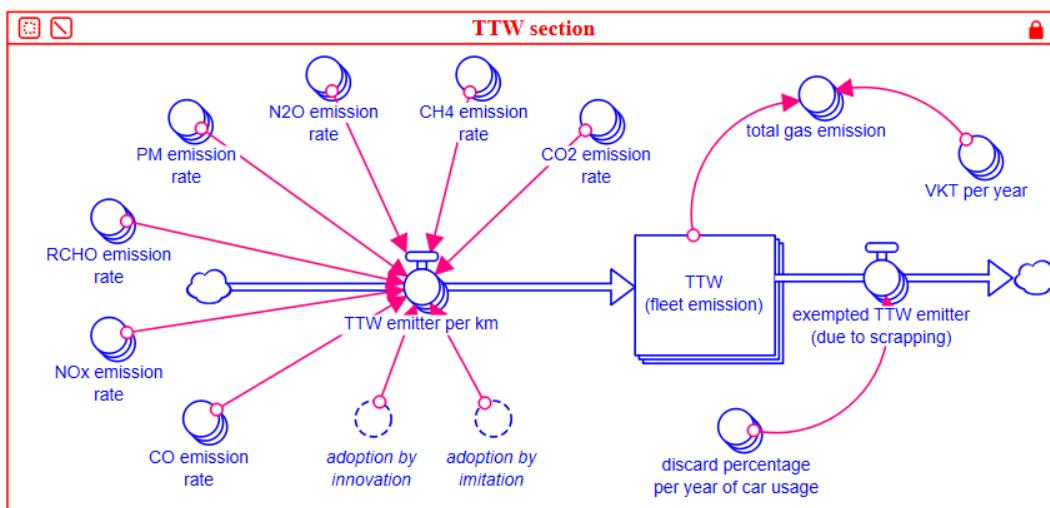 TTW section
N2O emission
rate
CH4 emission
rate
total gas emission
PM emission
rate
CO2 emission
rate
VKT per year
RCHO emission
rate
TTW
(fleet emission)
TTW emitter per km
exempted TTW emitter
(due to scrapping)
NOx emission
rate
CO emission
rate
adoption by
innovation
adoption by
imitation
discard percentage
per year of car usage